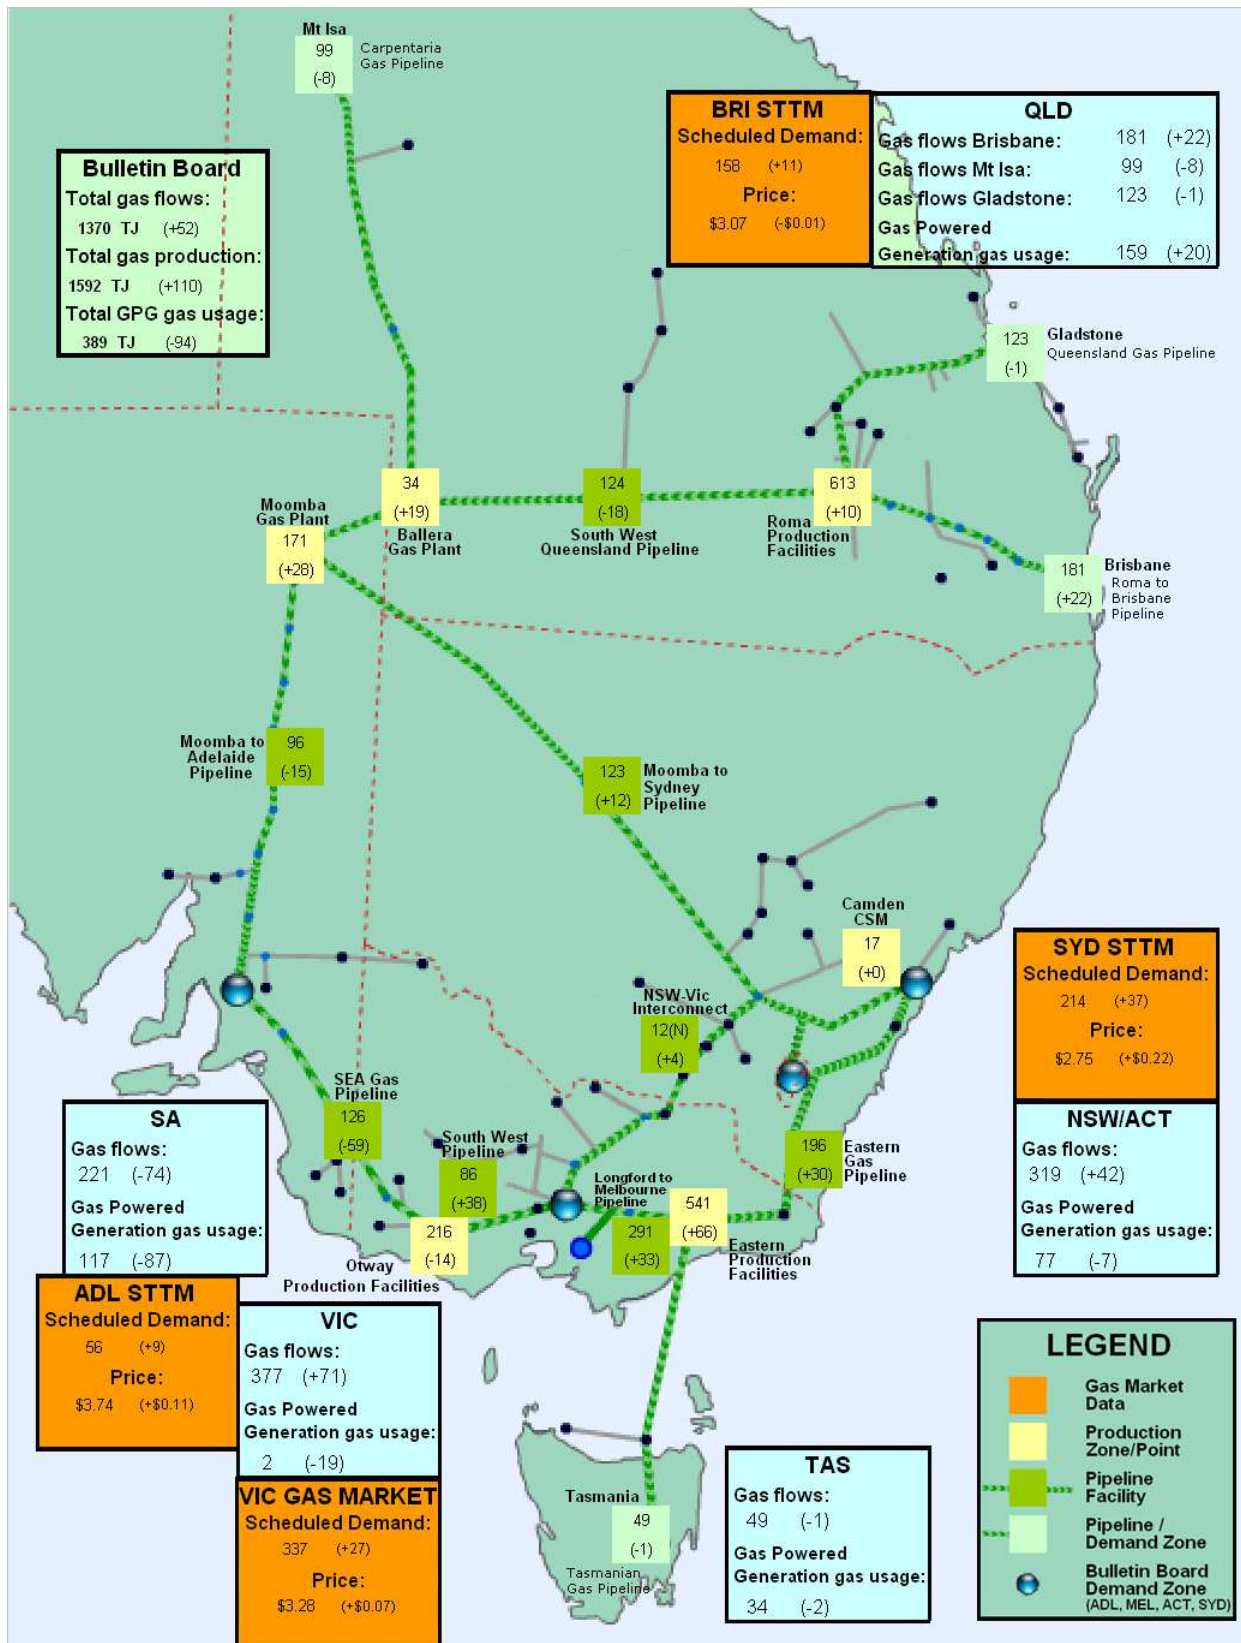 Mt Isa
99
(-8)
Carpentaria
Gas Pipeline
Bulletin Board
Total gas flows:
1370 TJ (+52)
Total gas production:
1592 TJ (+110)
Total GPG gas usage:
389 TJ (-94)
BRI STTM
Scheduled Demand:
158 (+11)
Price:
$3.07 (-$0.01)
QLD
Gas flows Brisbane: 181 (+22)
Gas flows Mt Isa: 99 (-8)
Gas flows Gladstone: 123 (-1)
Gas Powered
Generation gas usage: 159 (+20)
123
(-1)
Gladstone
Queensland Gas Pipeline
Moomba
Gas Plant
171
(+28)
34
(+19)
Ballera
Gas Plant
124
(-18)
South West
Queensland Pipeline
613
(+10)
Roma
Production
Facilities
181
(+22)
Brisbane
Roma to
Brisbane
Pipeline
Moomba to
Adelaide
Pipeline
96
(-15)
123
(+12)
Moomba to
Sydney
Pipeline
Camden
CSM
17
(+0)
NSW-Vic
Interconnect
12(N)
(+4)
SYD STTM
Scheduled Demand:
214 (+37)
Price:
$2.75 (+$0.22)
NSW/ACT
Gas flows:
319 (+42)
Gas Powered
Generation gas usage:
77 (-7)
SEA Gas
Pipeline
126
(-59)
South West
Pipeline
86
(+38)
Longford to
Melbourne
Pipeline
291
(+33)
541
(+66)
Eastern
Production
Facilities
196
(+30)
Eastern
Gas
Pipeline
216
(-14)
Otway
Production Facilities
SA
Gas flows:
221 (-74)
Gas Powered
Generation gas usage:
117 (-87)
ADL STTM
Scheduled Demand:
56 (+9)
Price:
$3.74 (+$0.11)
VIC
Gas flows:
377 (+71)
Gas Powered
Generation gas usage:
2 (-19)
VIC GAS MARKET
Scheduled Demand:
337 (+27)
Price:
$3.28 (+$0.07)
Tasmania
49
(-1)
Tasmanian
Gas Pipeline
TAS
Gas flows:
49 (-1)
Gas Powered
Generation gas usage:
34 (-2)
LEGEND
Gas Market
Data
Production
Zone/Point
Pipeline
Facility
Pipeline /
Demand Zone
Bulletin Board
Demand Zone
(ADL, MEL, ACT, SYD)